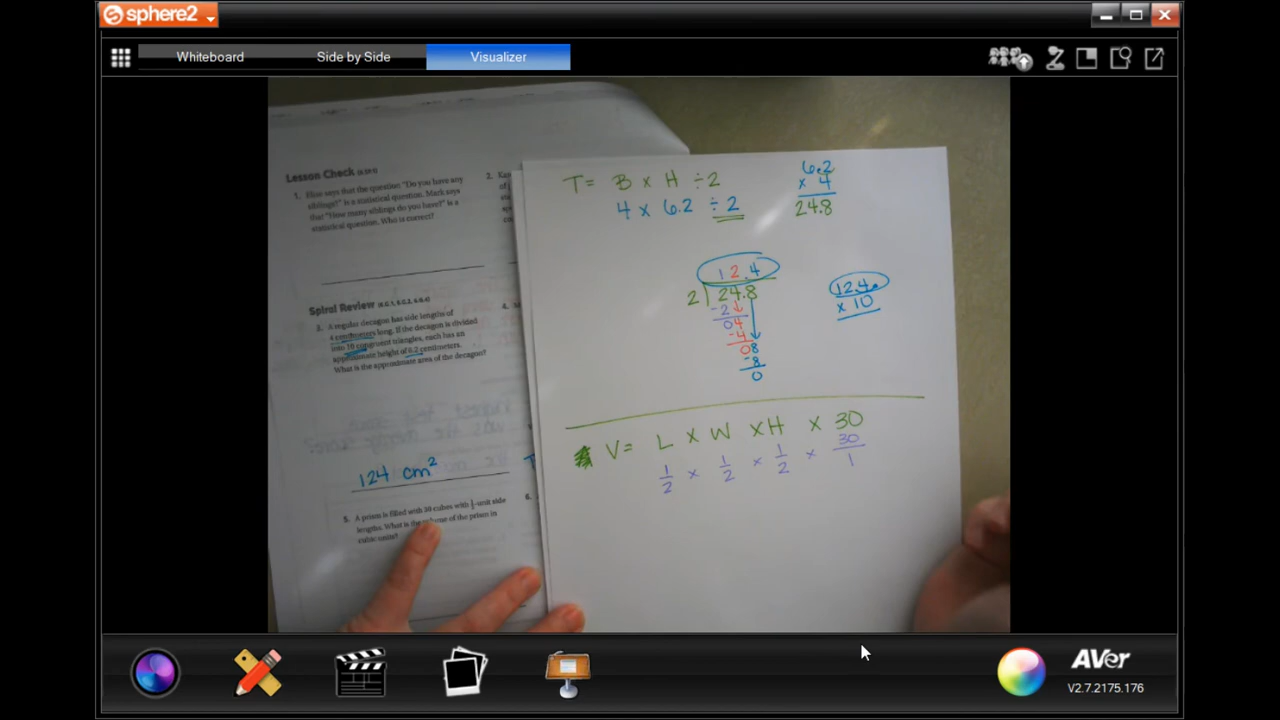 sphere2
Whiteboard
Side by Side
Visualizer
Lesson Check
1. Ellen says that the question "Do you have any
siblings?" is a statistical question. Mark says
that "How many siblings do you have?" is a
statistical question. Who is correct?
2.
Spiral Review
3. A regular decagon has side lengths of
4 centimeters long. If the decagon is divided
into 10 congruent triangles, each has an
approximate height of 6.2 centimeters.
What is the approximate area of the decagon?
4.
124 cm²
5. A prism is filled with 30 cubes with ½-unit side
lengths. What is the volume of the prism in
cubic units?
6.
T= B x H ÷2
4 x 6.2 ÷ 2
6.2
x 4
24.8
12.4
2 24.8
-2
04
-4
08
-8
0
12.4
x 10
V= L x W x H x 30
1/2 x 1/2 x 1/2 x 30/1
AVer
V2.7.2175.176